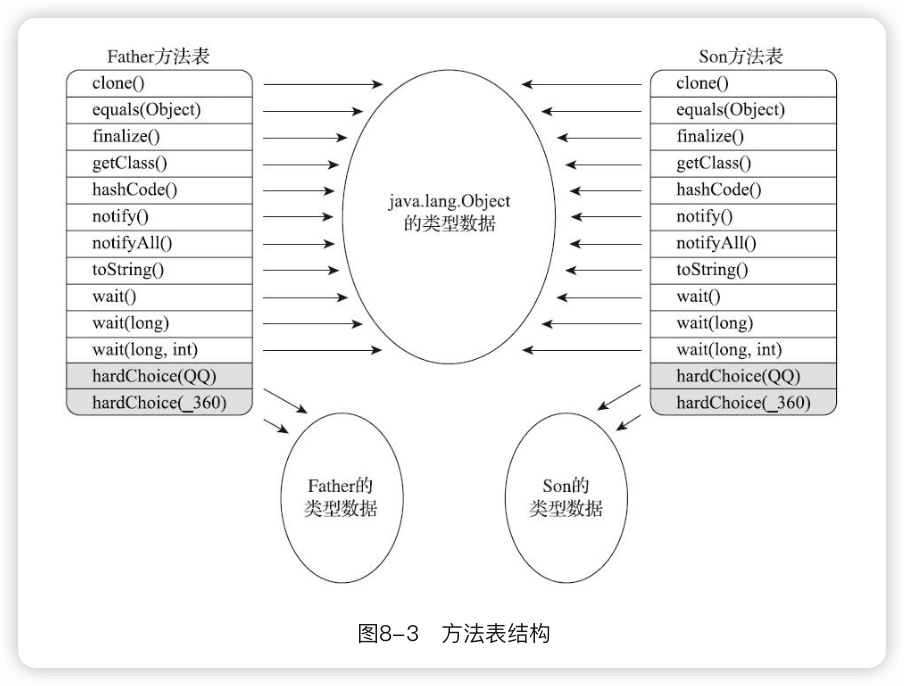 Father方法表
clone()
equals(Object)
finalize()
getClass()
hashCode()
notify()
notifyAll()
toString()
wait()
wait(long)
wait(long, int)
hardChoice(QQ)
hardChoice(_360)
java.lang.Object
的类型数据
Son方法表
clone()
equals(Object)
finalize()
getClass()
hashCode()
notify()
notifyAll()
toString()
wait()
wait(long)
wait(long, int)
hardChoice(QQ)
hardChoice(_360)
Father的
类型数据
Son的
类型数据
图8-3 方法表结构